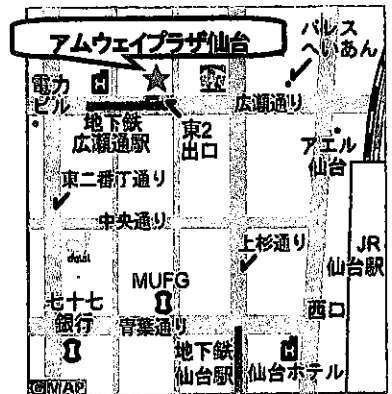 アムウェイプラザ仙台
パレス
へいあん
電力
ビル
H
広瀬通り
地下鉄
広瀬通駅
東2
出口
アエル
仙台
東二番丁通り
中央通り
上杉通り
JR
仙台駅
MUFG
七十七
銀行
青葉通り
西口
地下鉄
仙台駅
H
仙台ホテル
©MAP